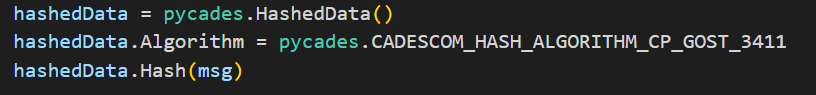 hashedData = pycades.HashedData()
hashedData.Algorithm = pycades.CADESCOM_HASH_ALGORITHM_CP_GOST_3411
hashedData.Hash(msg)